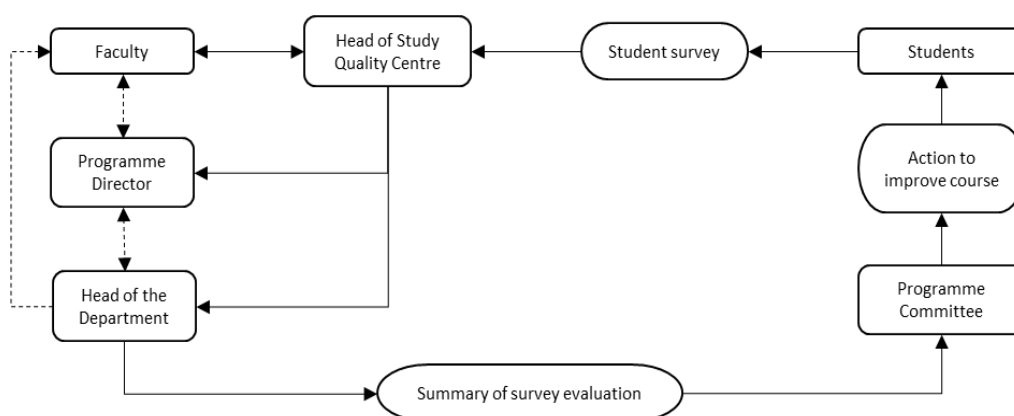 Faculty
Head of Study
Quality Centre
Student survey
Students
Programme
Director
Action to
improve course
Head of the
Department
Programme
Committee
Summary of survey evaluation